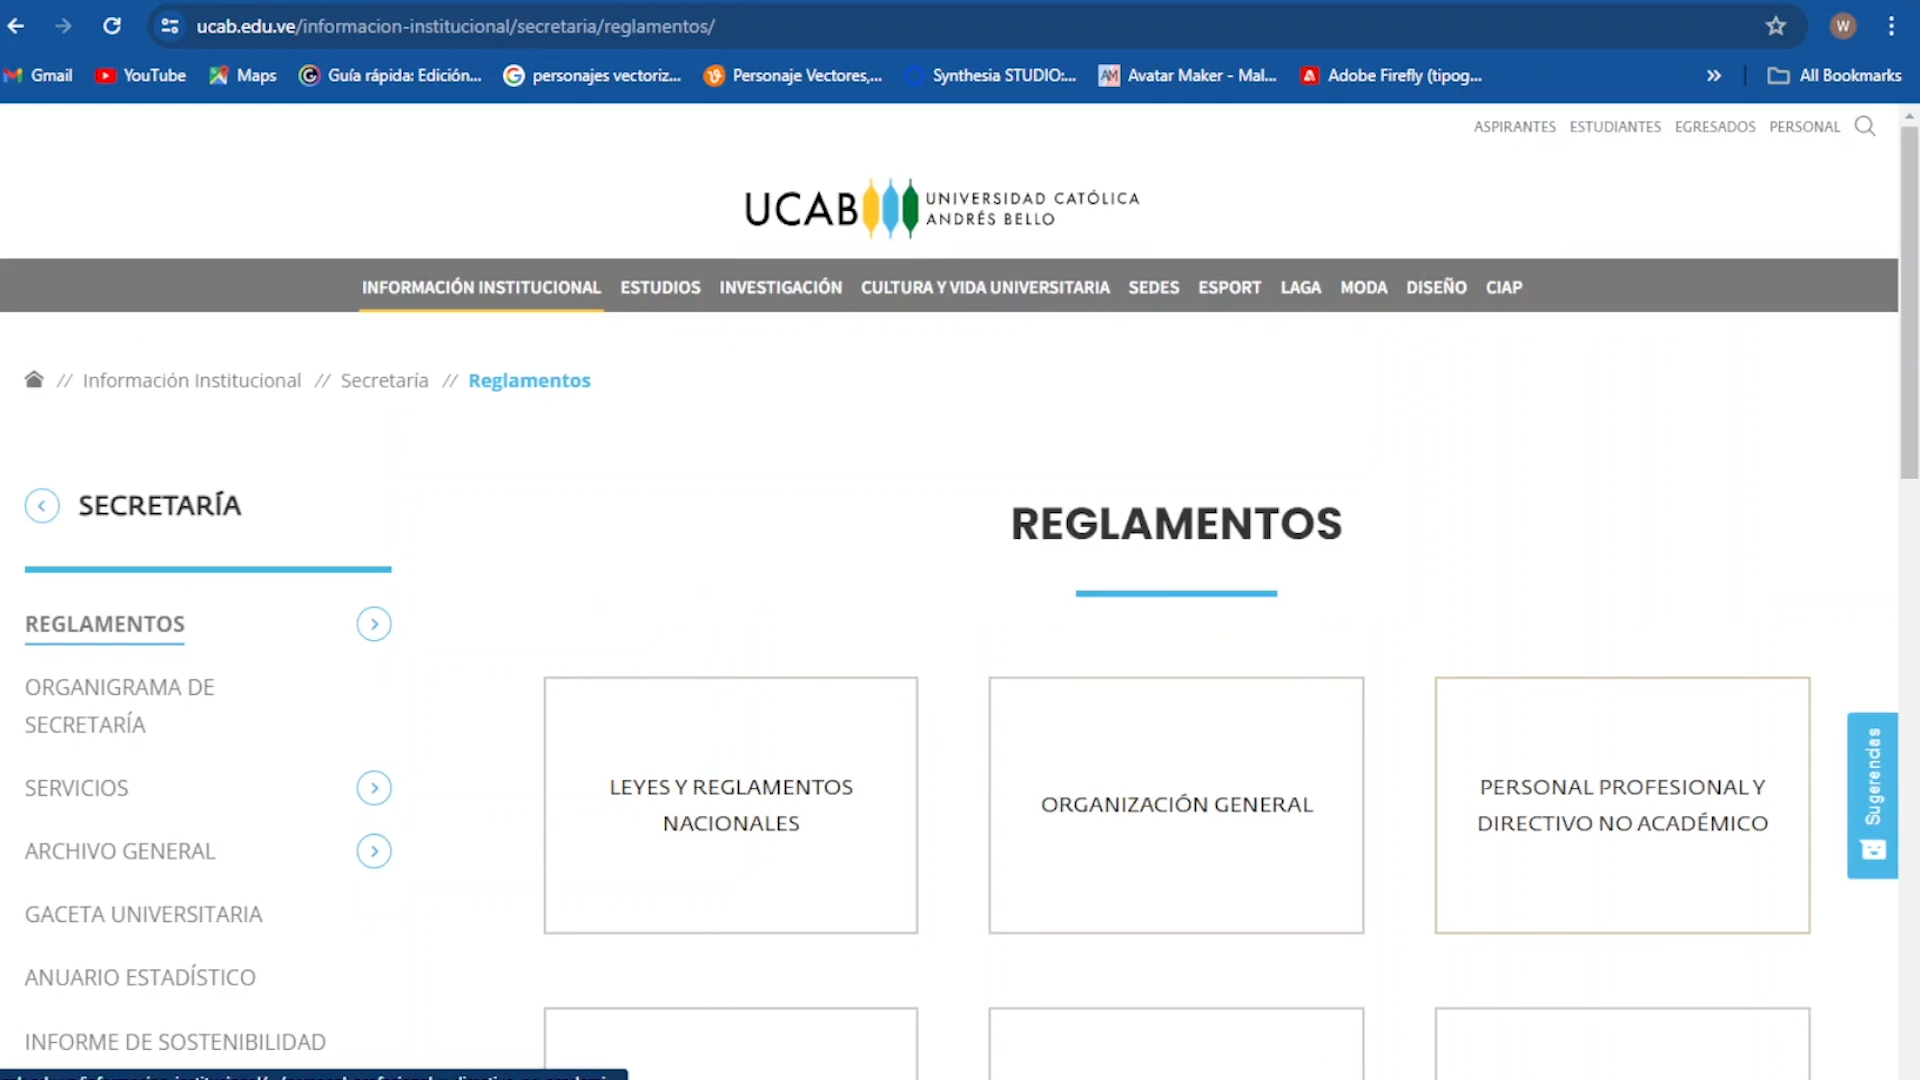 ucab.edu.ve/informacion-institucional/secretaria/reglamentos/
W
Gmail
YouTube
Maps
Guía rápida: Edición...
personajes vectoriz...
Personaje Vectores,...
Synthesia STUDIO:...
AM
Avatar Maker - Mal...
Adobe Firefly (tipog...
»
All Bookmarks
ASPIRANTES ESTUDIANTES EGRESADOS PERSONAL
UCAB
UNIVERSIDAD CATÓLICA
ANDRÉS BELLO
INFORMACIÓN INSTITUCIONAL ESTUDIOS INVESTIGACIÓN CULTURA Y VIDA UNIVERSITARIA SEDES ESPORT LAGA MODA DISEÑO CIAP
// Información Institucional // Secretaría // Reglamentos
SECRETARÍA
REGLAMENTOS
ORGANIGRAMA DE
SECRETARÍA
SERVICIOS
ARCHIVO GENERAL
GACETA UNIVERSITARIA
ANUARIO ESTADÍSTICO
INFORME DE SOSTENIBILIDAD
REGLAMENTOS
LEYES Y REGLAMENTOS
NACIONALES
ORGANIZACIÓN GENERAL
PERSONAL PROFESIONAL Y
DIRECTIVO NO ACADÉMICO
Sugerendas